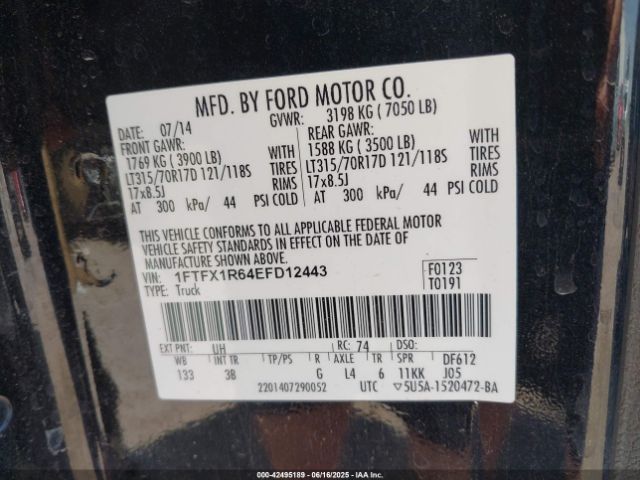 MFD. BY FORD MOTOR CO.
DATE: 07/14 GVWR: 3198 KG ( 7050 LB)
FRONT GAWR: REAR GAWR:
1769 KG ( 3900 LB) WITH 1588 KG ( 3500 LB) WITH
LT315/70R17D 121/118S TIRES LT315/70R17D 121/118S TIRES
17x8.5J RIMS 17x8.5J RIMS
AT 300 kPa/ 44 PSI COLD AT 300 kPa/ 44 PSI COLD
THIS VEHICLE CONFORMS TO ALL APPLICABLE FEDERAL MOTOR
VEHICLE SAFETY STANDARDS IN EFFECT ON THE DATE OF
MANUFACTURE SHOWN ABOVE.
VIN: 1FTFX1R64EFD12443 F0123
TYPE: Truck T0191
EXT PNT: UH RC: 74 DSO:
WB INT TR TP/PS R AXLE TR SPR DF612
133 3B G L4 6 11KK J05
2201407290052 UTC ▽5U5A-1520472-BA
000-42495189 - 06/16/2025 - IAAI.COM